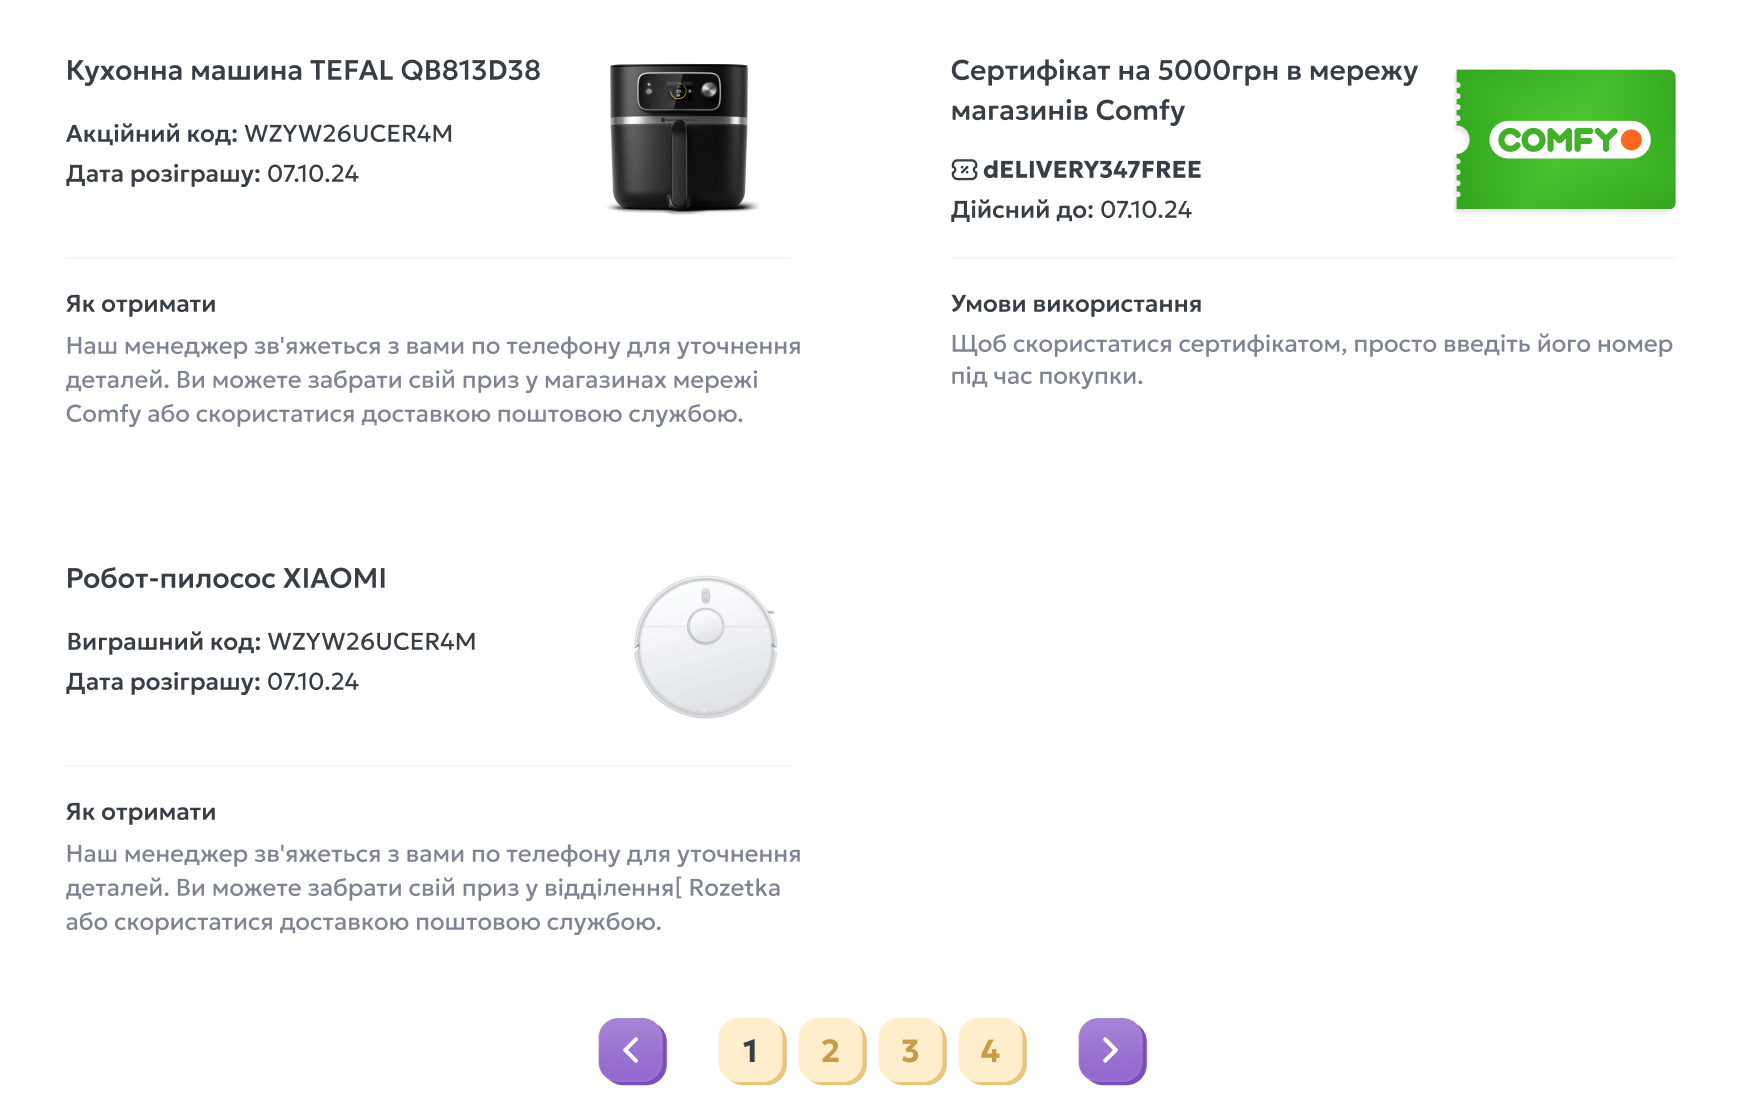 Кухонна машина TEFAL QB813D38
Акційний код: WZYW26UCER4M
Дата розіграшу: 07.10.24
Як отримати
Наш менеджер зв'яжеться з вами по телефону для уточнення
деталей. Ви можете забрати свій приз у магазинах мережі
Comfy або скористатися доставкою поштовою службою.
Сертифікат на 5000грн в мережу
магазинів Comfy
dELIVERY347FREE
Дійсний до: 07.10.24
COMFY
Умови використання
Щоб скористатися сертифікатом, просто введіть його номер
під час покупки.
Робот-пилосос XIAOMI
Виграшний код: WZYW26UCER4M
Дата розіграшу: 07.10.24
Як отримати
Наш менеджер зв'яжеться з вами по телефону для уточнення
деталей. Ви можете забрати свій приз у відділення[ Rozetka
або скористатися доставкою поштовою службою.
1 2 3 4